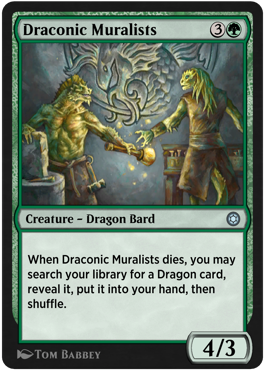 Draconic Muralists 3
Creature – Dragon Bard
When Draconic Muralists dies, you may
search your library for a Dragon card,
reveal it, put it into your hand, then
shuffle.
4/3
Tom Babbey